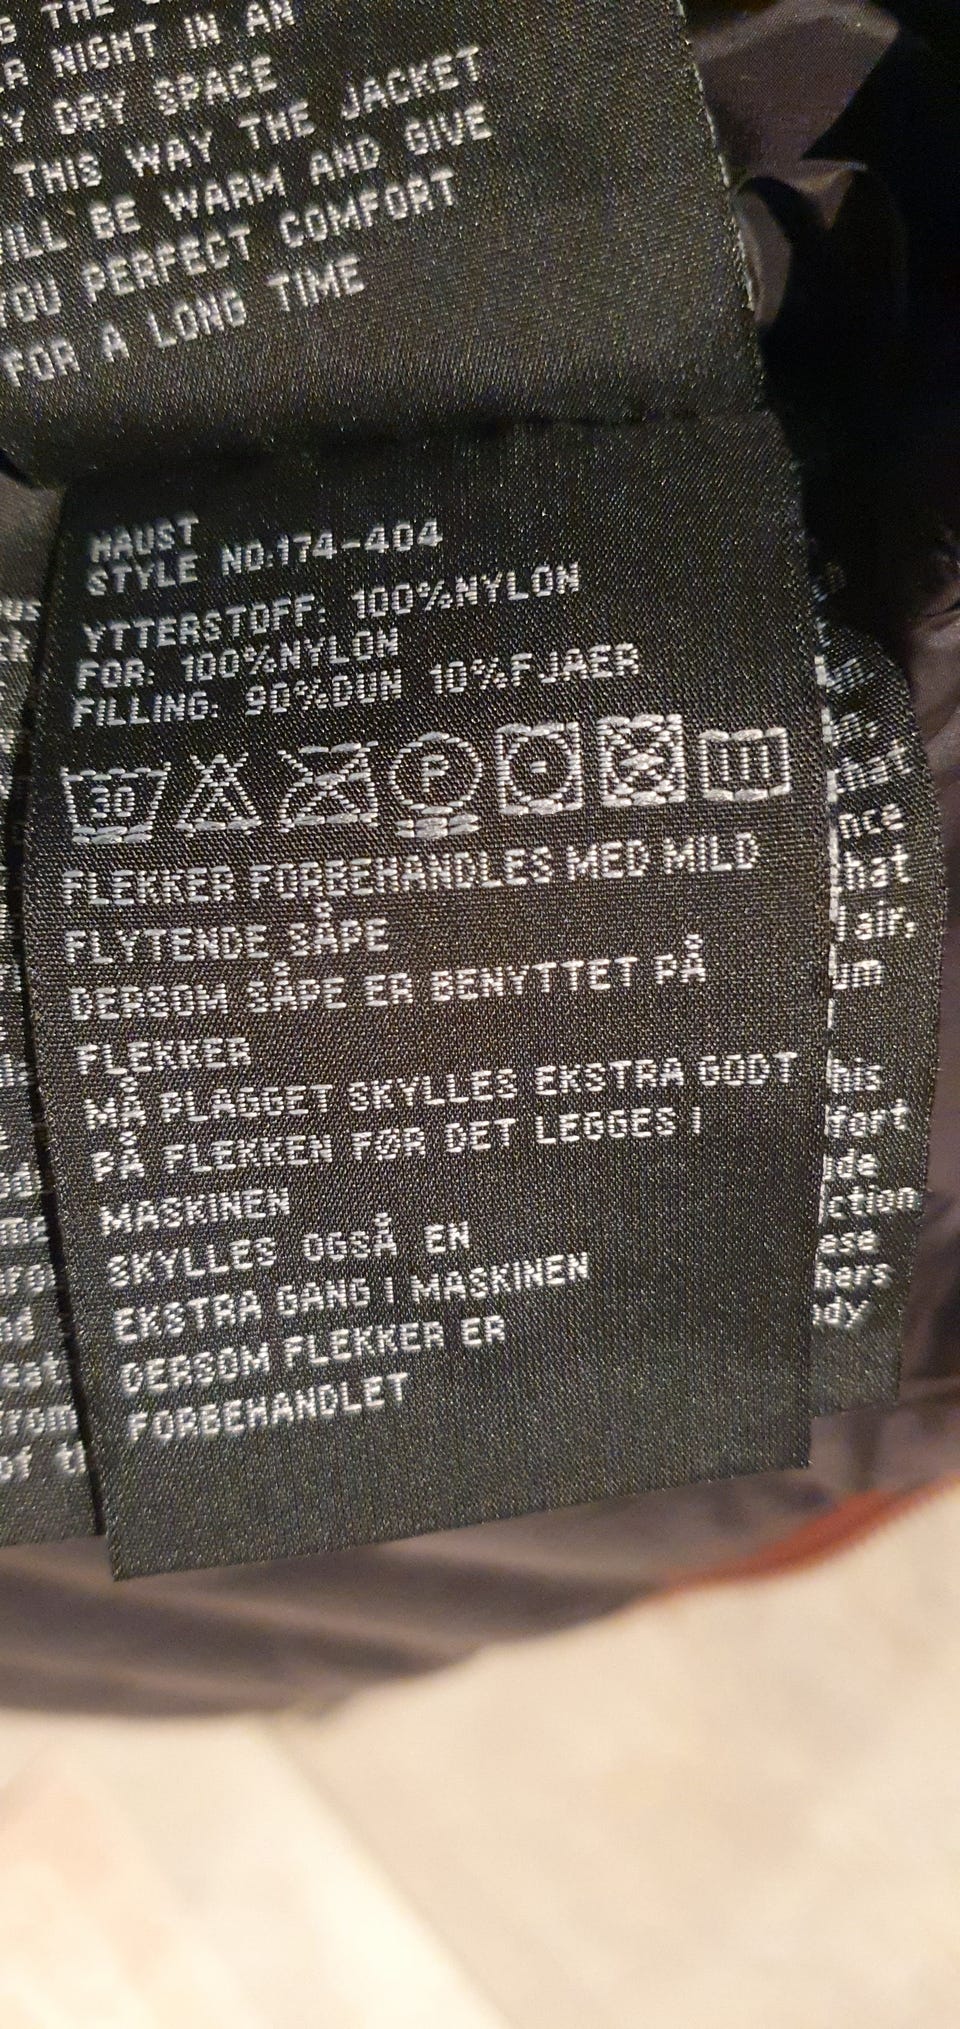 NIGHT IN AN
DRY SPACE
THIS WAY THE JACKET
WILL BE WARM AND GIVE
YOU PERFECT COMFORT
FOR A LONG TIME
HAUST
STYLE NO:174-404
YTTERSTOFF: 100%NYLON
FOR: 100%NYLON
FILLING: 90%DUN 10%FJAER
30 P
FLEKKER FORBEHANDLES MED MILD
FLYTENDE SÅPE
DERSOM SÅPE ER BENYTTET PÅ
FLEKKER
MÅ PLAGGET SKYLLES EKSTRA GODT
PÅ FLEKKEN FØR DET LEGGES I
MASKINEN
SKYLLES OGSÅ EN
EKSTRA GANG I MASKINEN
DERSOM FLEKKER ER
FORBEHANDLET